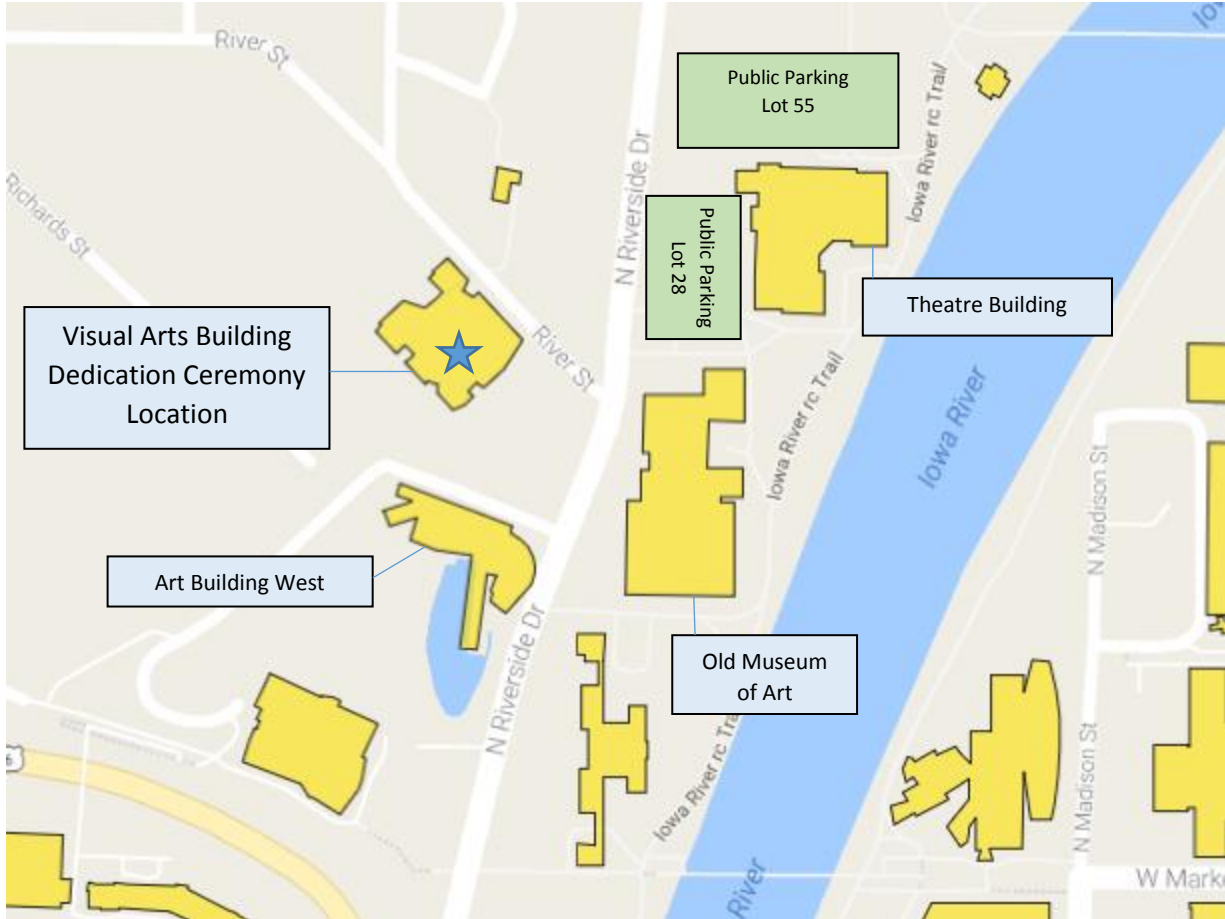 River St
Iowa
Public Parking
Lot 55
Iowa River rc Trail
N Riverside Dr
Richards St
Public Parking
Lot 28
Theatre Building
Visual Arts Building
Dedication Ceremony
Location
River St
Iowa River rc Trail
Iowa River
N Madison St
Art Building West
N Riverside Dr
Old Museum
of Art
Iowa River rc Tra
N Madison St
River
W Marke